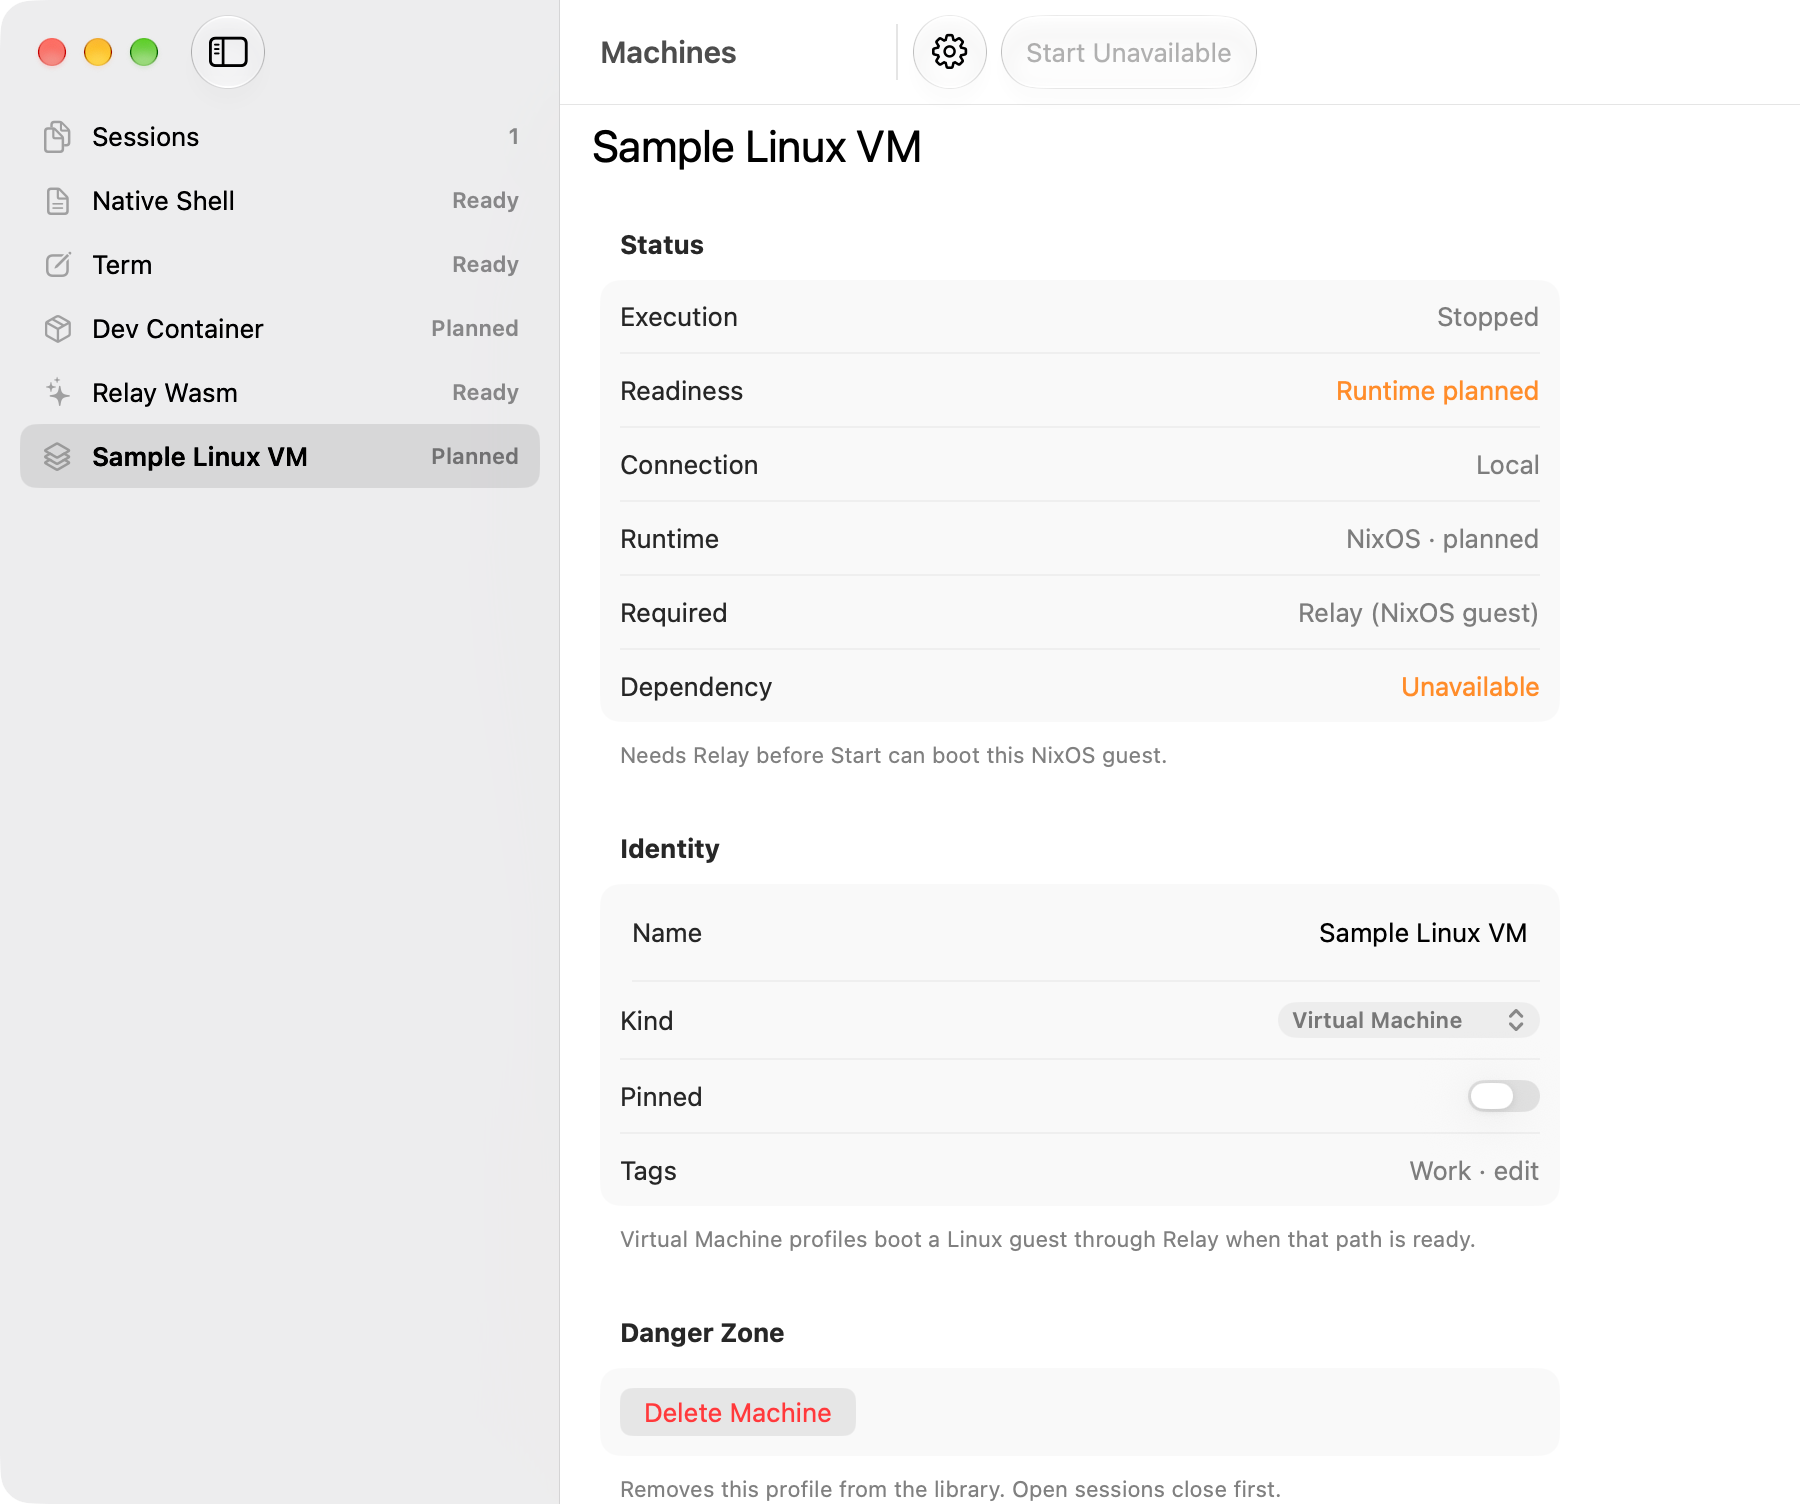 Machines
Start Unavailable
Sessions 1
Native Shell Ready
Term Ready
Dev Container Planned
Relay Wasm Ready
Sample Linux VM Planned
Sample Linux VM
Status
Execution Stopped
Readiness Runtime planned
Connection Local
Runtime NixOS · planned
Required Relay (NixOS guest)
Dependency Unavailable
Needs Relay before Start can boot this NixOS guest.
Identity
Name Sample Linux VM
Kind Virtual Machine
Pinned
Tags Work · edit
Virtual Machine profiles boot a Linux guest through Relay when that path is ready.
Danger Zone
Delete Machine
Removes this profile from the library. Open sessions close first.